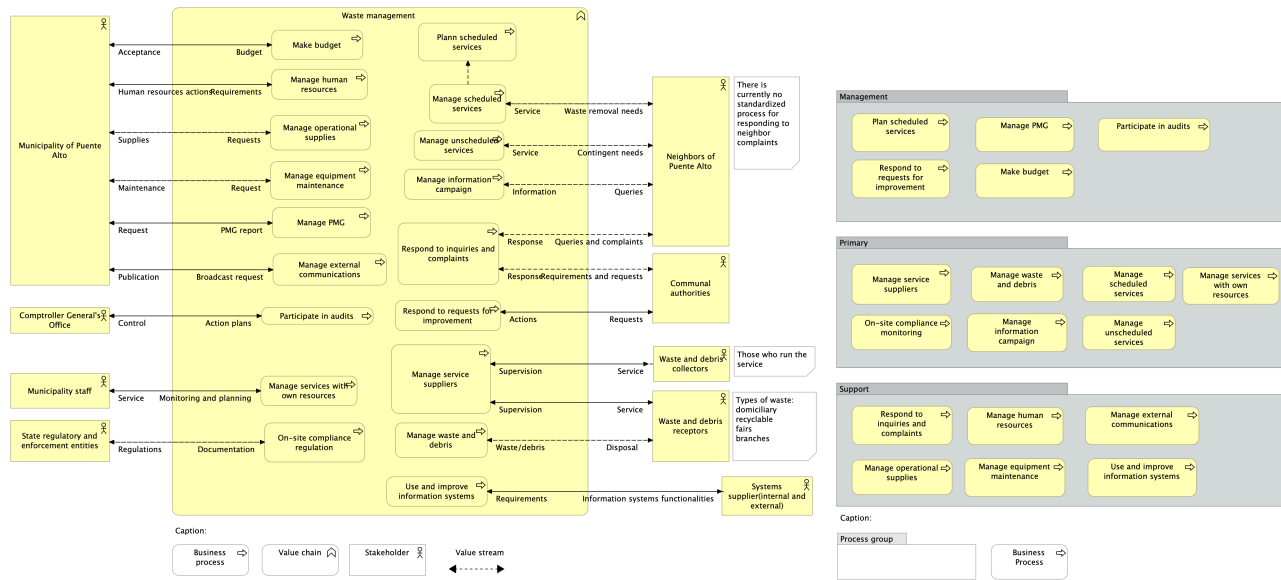 Waste management
Municipality of Puente
Alto
Acceptance
Budget
Make budget
Human resources actions
Requirements
Manage human
resources
Supplies
Requests
Manage operational
supplies
Maintenance
Request
Manage equipment
maintenance
Request
PMG report
Manage PMG
Publication
Broadcast request
Manage external
communications
Comptroller General's
Office
Control
Action plans
Participate in audits
Municipality staff
Service
Monitoring and planning
Manage services with
own resources
State regulatory and
enforcement entities
Regulations
Documentation
On-site compliance
regulation
Plann scheduled
services
Manage scheduled
services
Service
Waste removal needs
Manage unscheduled
services
Service
Contingent needs
Manage information
campaign
Information
Queries
Respond to inquiries and
complaints
Response
Queries and complaints
Response
Requirements and requests
Respond to requests for
improvement
Actions
Requests
Manage service
suppliers
Supervision
Service
Supervision
Service
Manage waste and
debris
Waste/debris
Disposal
Use and improve
information systems
Requirements
Information systems functionalities
Neighbors of
Puente Alto
There is
currently no
standardized
process for
responding to
neighbor
complaints
Communal
authorities
Waste and debris
collectors
Those who run the
service
Waste and debris
receptors
Types of waste:
domiciliary
recyclable
fairs
branches
Systems
supplier(internal and
external)
Caption:
Business
process
Value chain
Stakeholder
Value stream
Management
Plan scheduled
services
Manage PMG
Participate in audits
Respond to
requests for
improvement
Make budget
Primary
Manage service
suppliers
Manage waste
and debris
Manage
scheduled
services
Manage services
with own
resources
On-site compliance
monitoring
Manage
information
campaign
Manage
unscheduled
services
Support
Respond to
inquiries and
complaints
Manage human
resources
Manage external
communications
Manage operational
supplies
Manage equipment
maintenance
Use and improve
information systems
Caption:
Process group
Business
Process